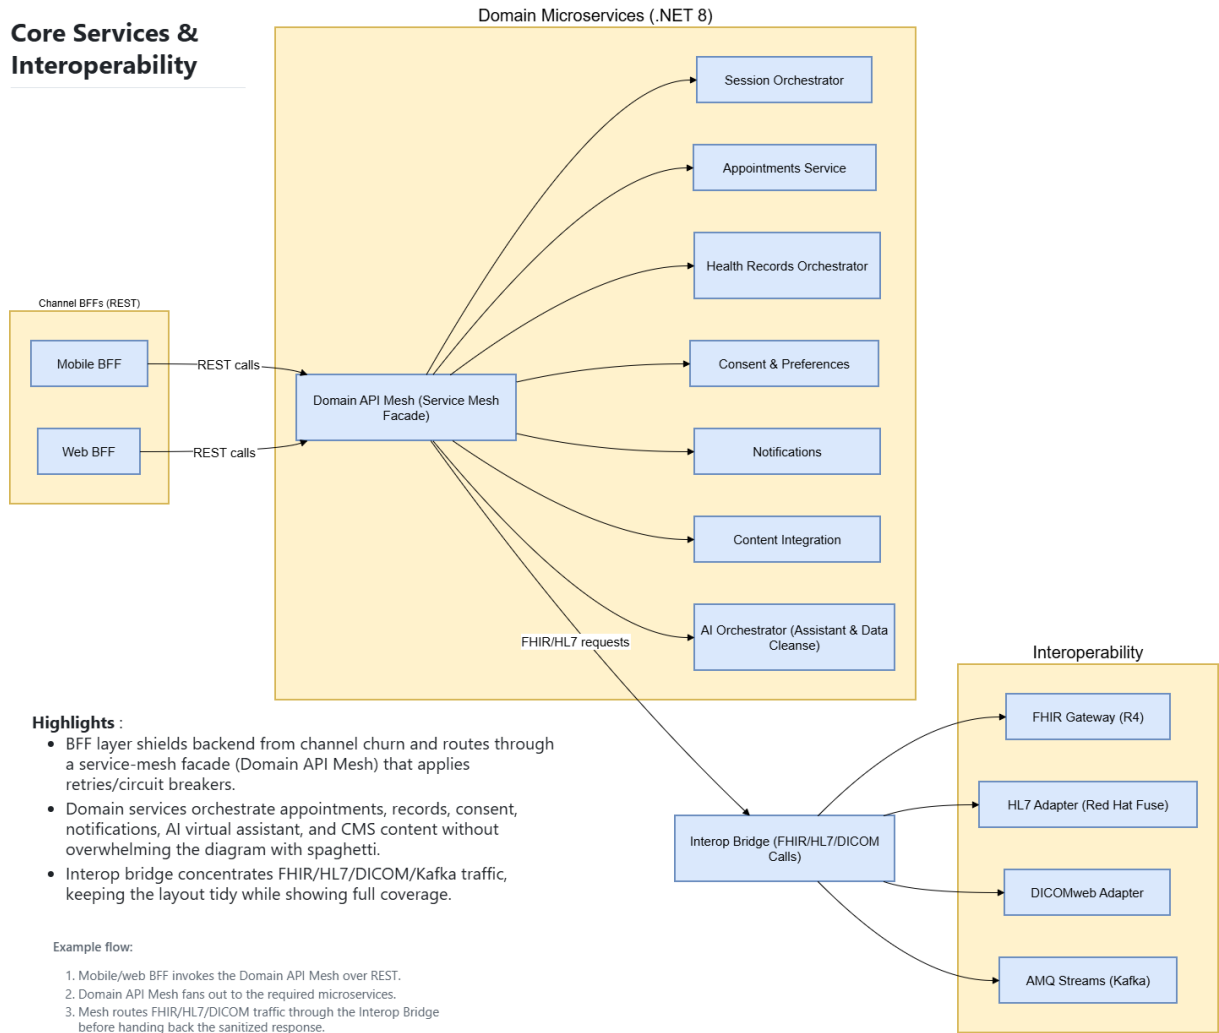 Core Services &
Interoperability
Domain Microservices (.NET 8)
Session Orchestrator
Appointments Service
Health Records Orchestrator
Channel BFFs (REST)
Mobile BFF
REST calls
Web BFF
REST calls
Domain API Mesh (Service Mesh
Facade)
Consent & Preferences
Notifications
Content Integration
AI Orchestrator (Assistant & Data
Cleanse)
FHIR/HL7 requests
Interoperability
FHIR Gateway (R4)
HL7 Adapter (Red Hat Fuse)
Interop Bridge (FHIR/HL7/DICOM
Calls)
DICOMweb Adapter
AMQ Streams (Kafka)
Highlights :
• BFF layer shields backend from channel churn and routes through
a service-mesh facade (Domain API Mesh) that applies
retries/circuit breakers.
• Domain services orchestrate appointments, records, consent,
notifications, AI virtual assistant, and CMS content without
overwhelming the diagram with spaghetti.
• Interop bridge concentrates FHIR/HL7/DICOM/Kafka traffic,
keeping the layout tidy while showing full coverage.
Example flow:
1. Mobile/web BFF invokes the Domain API Mesh over REST.
2. Domain API Mesh fans out to the required microservices.
3. Mesh routes FHIR/HL7/DICOM traffic through the Interop Bridge
before handing back the sanitized response.